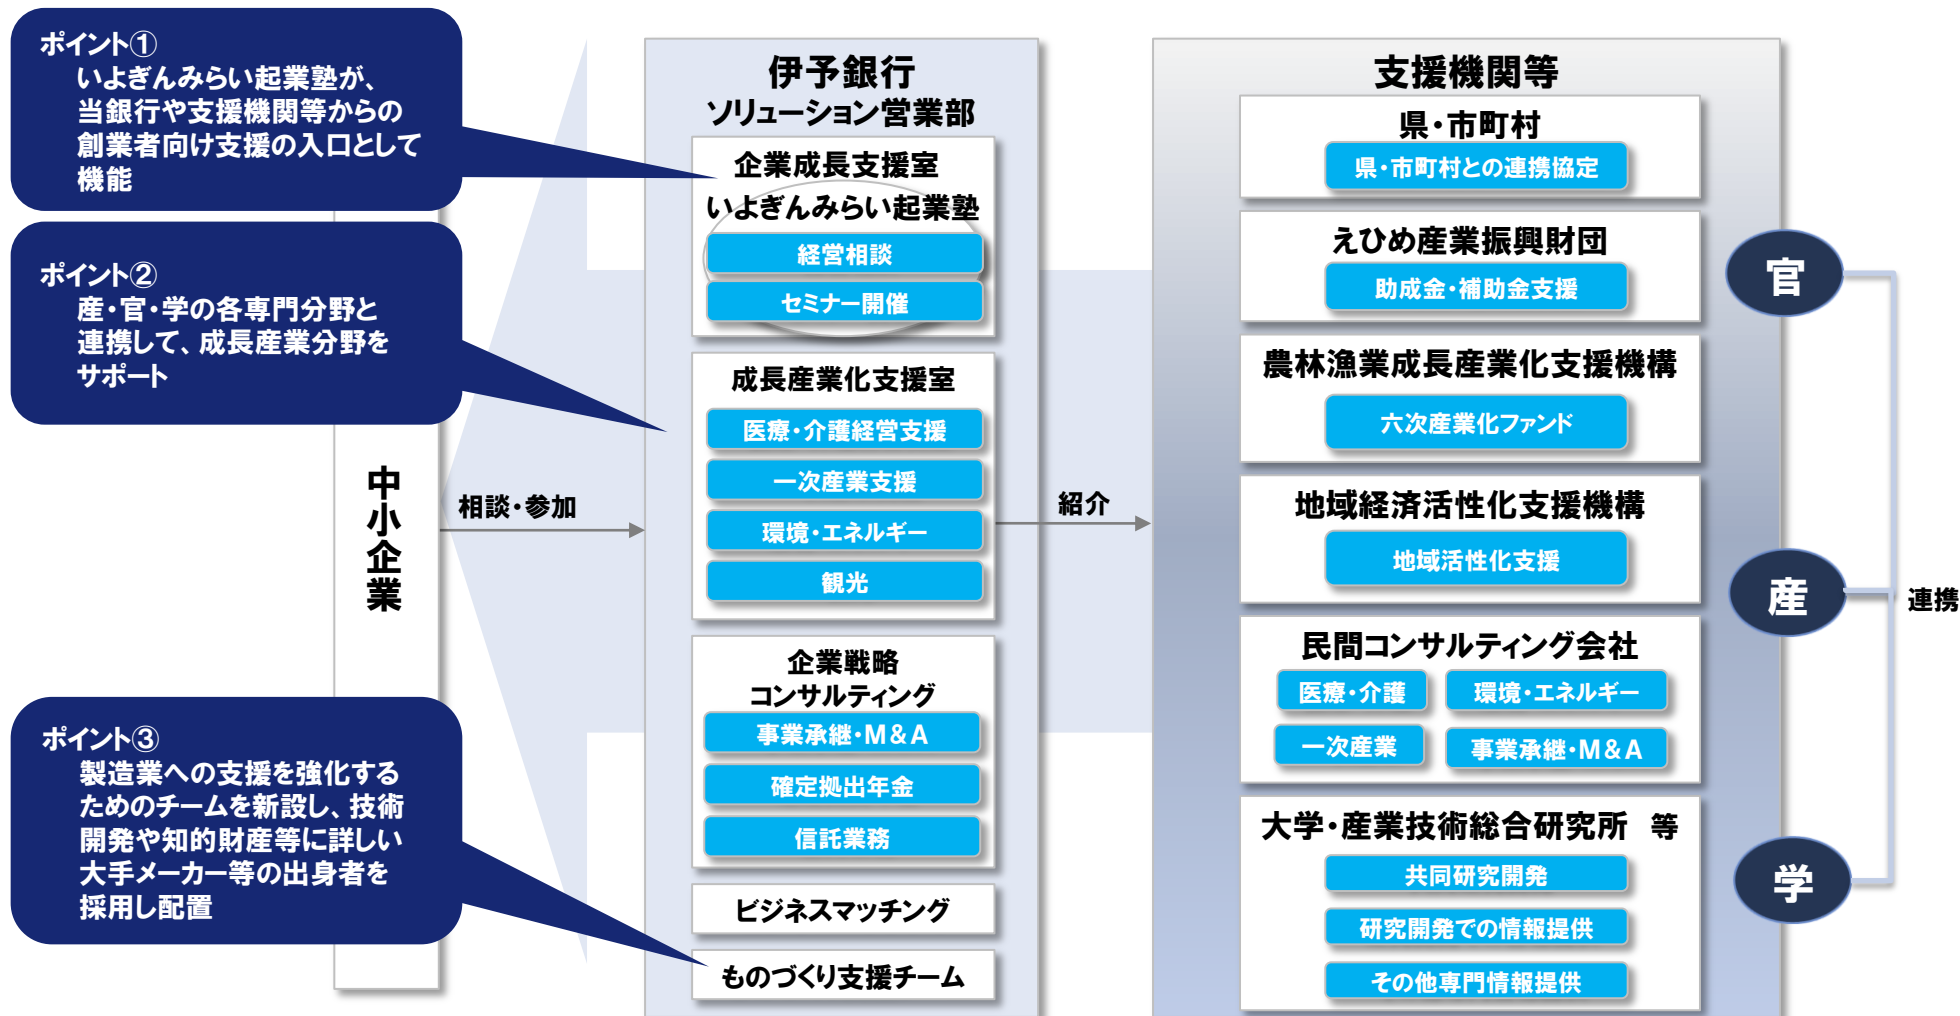 ポイント①
いよぎんみらい起業塾が、
当銀行や支援機関等からの
創業者向け支援の入口として
機能
ポイント②
産・官・学の各専門分野と
連携して、成長産業分野を
サポート
ポイント③
製造業への支援を強化する
ためのチームを新設し、技術
開発や知的財産等に詳しい
大手メーカー等の出身者を
採用し配置
中小企業
相談・参加
伊予銀行
ソリューション営業部
企業成長支援室
いよぎんみらい起業塾
経営相談
セミナー開催
成長産業化支援室
医療・介護経営支援
一次産業支援
環境・エネルギー
観光
企業戦略
コンサルティング
事業承継・M&A
確定拠出年金
信託業務
ビジネスマッチング
ものづくり支援チーム
紹介
支援機関等
県・市町村
県・市町村との連携協定
えひめ産業振興財団
助成金・補助金支援
農林漁業成長産業化支援機構
六次産業化ファンド
地域経済活性化支援機構
地域活性化支援
民間コンサルティング会社
医療・介護 環境・エネルギー
一次産業 事業承継・M&A
大学・産業技術総合研究所 等
共同研究開発
研究開発での情報提供
その他専門情報提供
官
産
学
連携